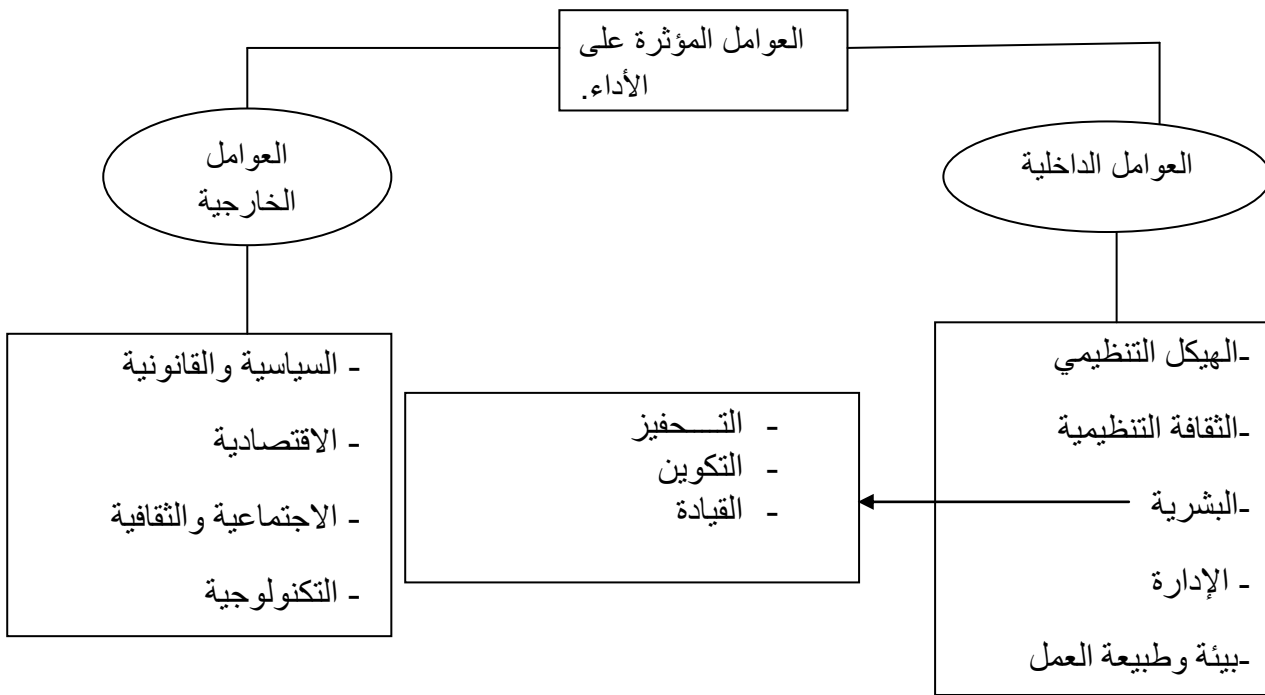 العوامل المؤثرة على
الأداء.
العوامل الداخلية
العوامل
الخارجية
-الهيكل التنظيمي
-الثقافة التنظيمية
-البشرية
- الإدارة
-بيئة وطبيعة العمل
- التـــحفيز
- التكوين
- القيادة
- السياسية والقانونية
- الاقتصادية
- الاجتماعية والثقافية
- التكنولوجية